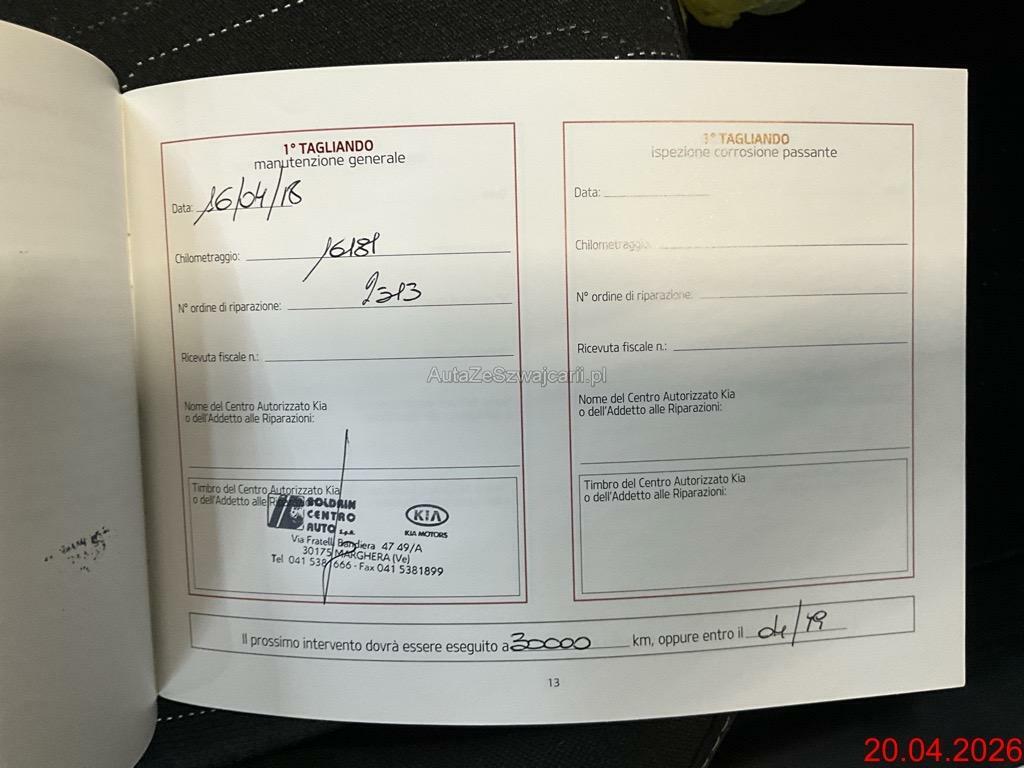 1° TAGLIANDO
manutenzione generale
Data: 16/04/18
Chilometraggio: 16181
N° ordine di riparazione: 2313
Ricevuta fiscale n.:
Nome del Centro Autorizzato Kia
o dell'Addetto alle Riparazioni:
Timbro del Centro Autorizzato Kia
o dell'Addetto alle
BOLDRIN
CENTRO
AUTO s.p.a.
KIA
KIA MOTORS
Via Fratelli Bandiera 47 49/A
30175 MARGHERA (Ve)
Tel 041 5381666 - Fax 041 5381899
1° TAGLIANDO
ispezione corrosione passante
Data:
Chilometraggio:
N° ordine di riparazione:
Ricevuta fiscale n.:
Nome del Centro Autorizzato Kia
o dell'Addetto alle Riparazioni:
Timbro del Centro Autorizzato Kia
o dell'Addetto alle Riparazioni:
Il prossimo intervento dovrà essere eseguito a 30000 km, oppure entro il 04/19
13
AutaZeSzwajcarii.pl
20.04.2026